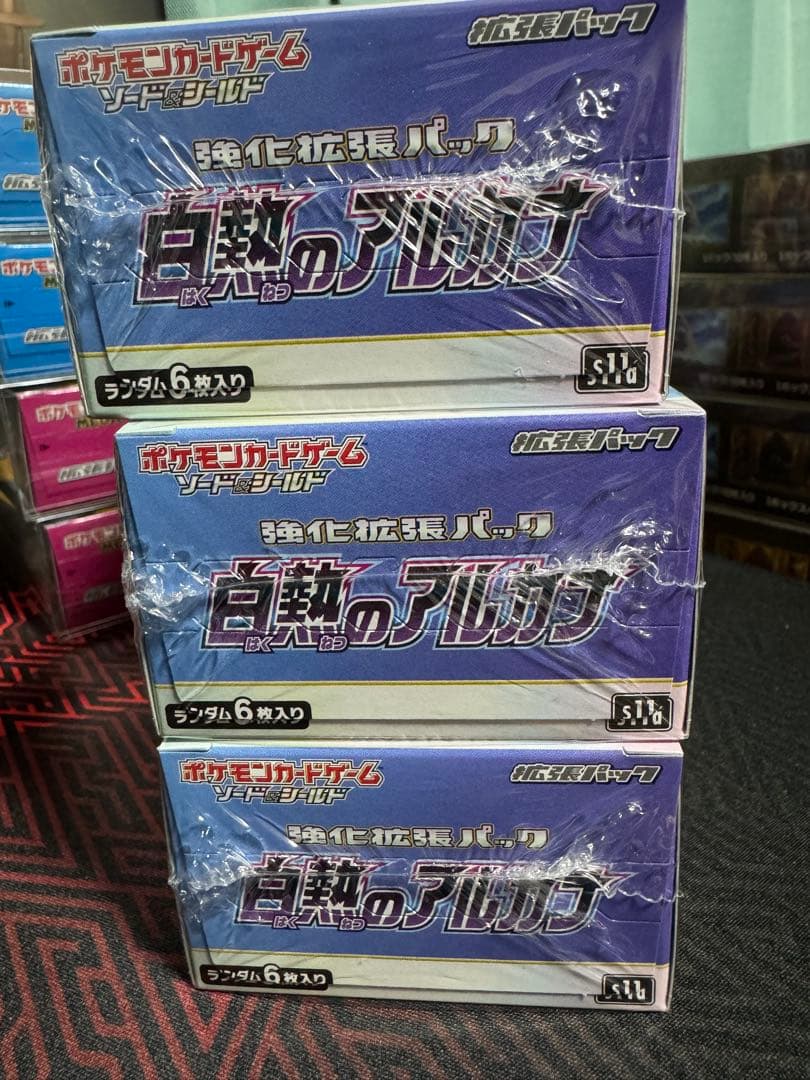 ポケモンカードゲーム
ソード&シールド
拡張パック
強化拡張パック
白熱のアルカナ
はく ねつ
ランダム6枚入り
s11a
ポケモンカードゲーム
ソード&シールド
拡張パック
強化拡張パック
白熱のアルカナ
はく ねつ
ランダム6枚入り
s11a
ポケモンカードゲーム
ソード&シールド
拡張パック
強化拡張パック
白熱のアルカナ
はく ねつ
ランダム6枚入り